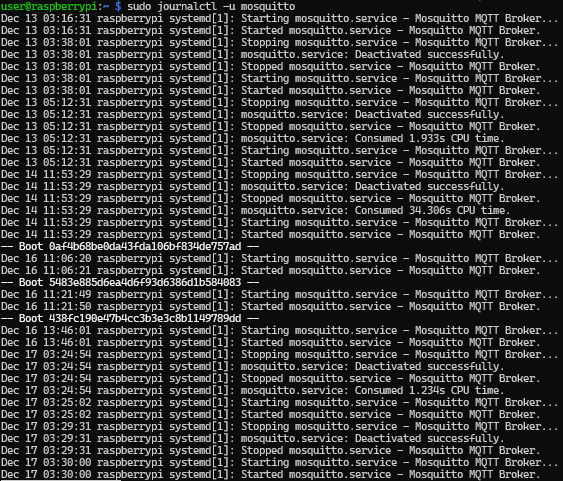 user@raspberrypi:~ $ sudo journalctl -u mosquitto
Dec 13 03:16:31 raspberrypi systemd[1]: Starting mosquitto.service - Mosquitto MQTT Broker...
Dec 13 03:16:31 raspberrypi systemd[1]: Started mosquitto.service - Mosquitto MQTT Broker.
Dec 13 03:38:01 raspberrypi systemd[1]: Stopping mosquitto.service - Mosquitto MQTT Broker...
Dec 13 03:38:01 raspberrypi systemd[1]: mosquitto.service: Deactivated successfully.
Dec 13 03:38:01 raspberrypi systemd[1]: Stopped mosquitto.service - Mosquitto MQTT Broker.
Dec 13 03:38:01 raspberrypi systemd[1]: Starting mosquitto.service - Mosquitto MQTT Broker...
Dec 13 03:38:01 raspberrypi systemd[1]: Started mosquitto.service - Mosquitto MQTT Broker.
Dec 13 05:12:31 raspberrypi systemd[1]: Stopping mosquitto.service - Mosquitto MQTT Broker...
Dec 13 05:12:31 raspberrypi systemd[1]: mosquitto.service: Deactivated successfully.
Dec 13 05:12:31 raspberrypi systemd[1]: Stopped mosquitto.service - Mosquitto MQTT Broker.
Dec 13 05:12:31 raspberrypi systemd[1]: mosquitto.service: Consumed 1.933s CPU time.
Dec 13 05:12:31 raspberrypi systemd[1]: Starting mosquitto.service - Mosquitto MQTT Broker...
Dec 13 05:12:31 raspberrypi systemd[1]: Started mosquitto.service - Mosquitto MQTT Broker.
Dec 14 11:53:29 raspberrypi systemd[1]: Stopping mosquitto.service - Mosquitto MQTT Broker...
Dec 14 11:53:29 raspberrypi systemd[1]: mosquitto.service: Deactivated successfully.
Dec 14 11:53:29 raspberrypi systemd[1]: Stopped mosquitto.service - Mosquitto MQTT Broker.
Dec 14 11:53:29 raspberrypi systemd[1]: mosquitto.service: Consumed 34.306s CPU time.
Dec 14 11:53:29 raspberrypi systemd[1]: Starting mosquitto.service - Mosquitto MQTT Broker...
Dec 14 11:53:29 raspberrypi systemd[1]: Started mosquitto.service - Mosquitto MQTT Broker.
-- Boot 0af4b68be0da43fda106bf834de757ad --
Dec 16 11:06:20 raspberrypi systemd[1]: Starting mosquitto.service - Mosquitto MQTT Broker...
Dec 16 11:06:21 raspberrypi systemd[1]: Started mosquitto.service - Mosquitto MQTT Broker.
-- Boot 5483e885d6ea4d6f93d6386d1b584083 --
Dec 16 11:21:49 raspberrypi systemd[1]: Starting mosquitto.service - Mosquitto MQTT Broker...
Dec 16 11:21:50 raspberrypi systemd[1]: Started mosquitto.service - Mosquitto MQTT Broker.
-- Boot 438fc190e47b4cc3b3e3c8b1149789dd --
Dec 16 13:46:01 raspberrypi systemd[1]: Starting mosquitto.service - Mosquitto MQTT Broker...
Dec 16 13:46:01 raspberrypi systemd[1]: Started mosquitto.service - Mosquitto MQTT Broker.
Dec 17 03:24:54 raspberrypi systemd[1]: Stopping mosquitto.service - Mosquitto MQTT Broker...
Dec 17 03:24:54 raspberrypi systemd[1]: mosquitto.service: Deactivated successfully.
Dec 17 03:24:54 raspberrypi systemd[1]: Stopped mosquitto.service - Mosquitto MQTT Broker.
Dec 17 03:24:54 raspberrypi systemd[1]: mosquitto.service: Consumed 1.234s CPU time.
Dec 17 03:25:02 raspberrypi systemd[1]: Starting mosquitto.service - Mosquitto MQTT Broker...
Dec 17 03:25:02 raspberrypi systemd[1]: Started mosquitto.service - Mosquitto MQTT Broker.
Dec 17 03:29:31 raspberrypi systemd[1]: Stopping mosquitto.service - Mosquitto MQTT Broker...
Dec 17 03:29:31 raspberrypi systemd[1]: mosquitto.service: Deactivated successfully.
Dec 17 03:29:31 raspberrypi systemd[1]: Stopped mosquitto.service - Mosquitto MQTT Broker.
Dec 17 03:30:00 raspberrypi systemd[1]: Starting mosquitto.service - Mosquitto MQTT Broker...
Dec 17 03:30:00 raspberrypi systemd[1]: Started mosquitto.service - Mosquitto MQTT Broker.